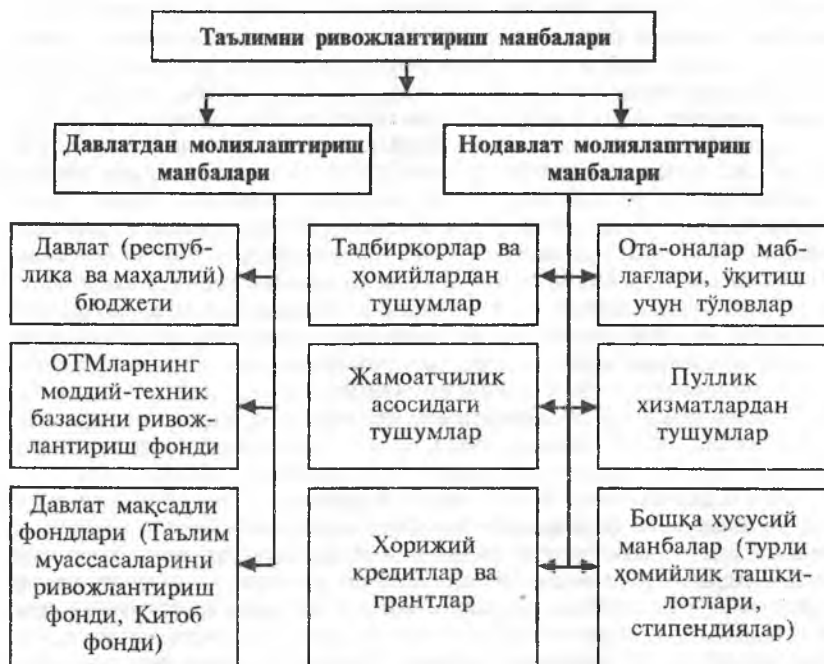 Таълимни ривожлантириш манбалари
Давлатдан молиялаштириш
манбалари
Нодавлат молиялаштириш
манбалари
Давлат (респуб-
лика ва маҳаллий)
бюджети
Тадбиркорлар ва
ҳомийлардан
тушумлар
Ота-оналар маб-
лағлари, ўқитиш
учун тўловлар
ОТМларнинг
моддий-техник
базасини ривож-
лантириш фонди
Жамоатчилик
асосидаги
тушумлар
Пуллик
хизматлардан
тушумлар
Давлат мақсадли
фондлари (Таълим
муассасаларини
ривожлантириш
фонди, Китоб
фонди)
Хорижий
кредитлар ва
грантлар
Бошқа хусусий
манбалар (турли
ҳомийлик ташки-
лотлари,
стипендиялар)